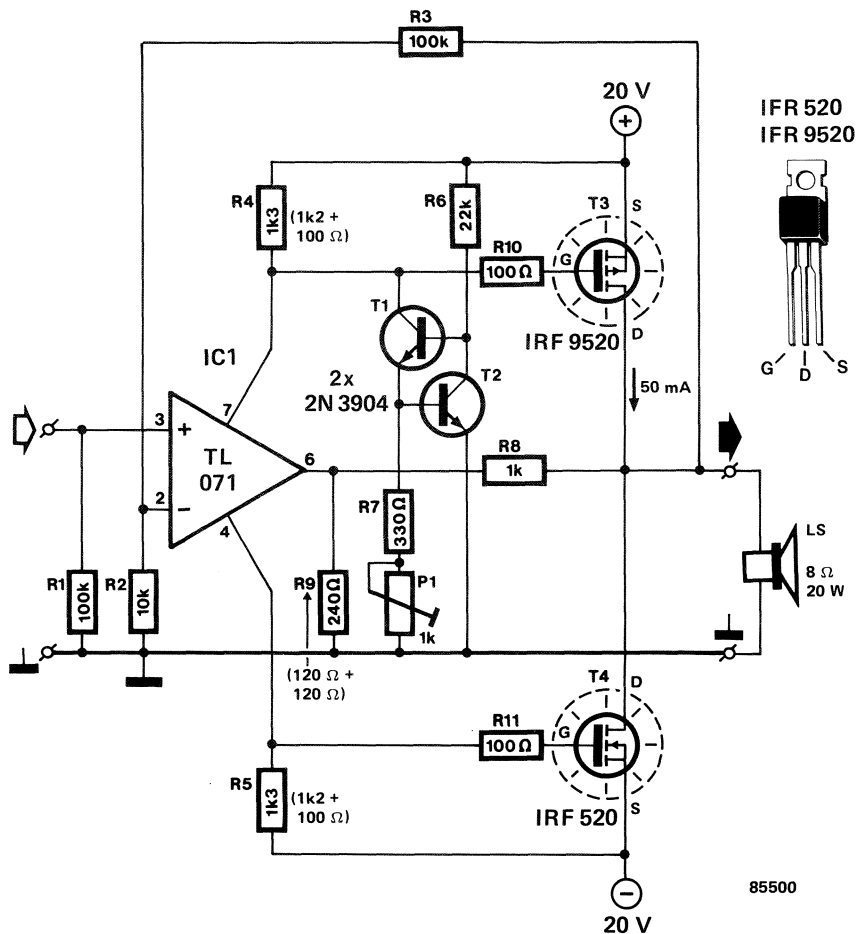 R3
100k
20 V
+
IFR 520
IFR 9520
R4
1k3
(1k2 +
100 Ω)
R6
22k
T3
S
R10
100Ω
G
D
IRF 9520
G D S
T1
IC1
2x
2N 3904
T2
50 mA
7
3
+
TL
071
6
R8
1k
2
−
4
R7
330Ω
LS
8 Ω
20 W
R1
100k
R2
10k
R9
240Ω
P1
1k
(120 Ω +
120 Ω)
T4
D
R11
100Ω
G
S
IRF 520
R5
1k3
(1k2 +
100 Ω)
85500
−
20 V